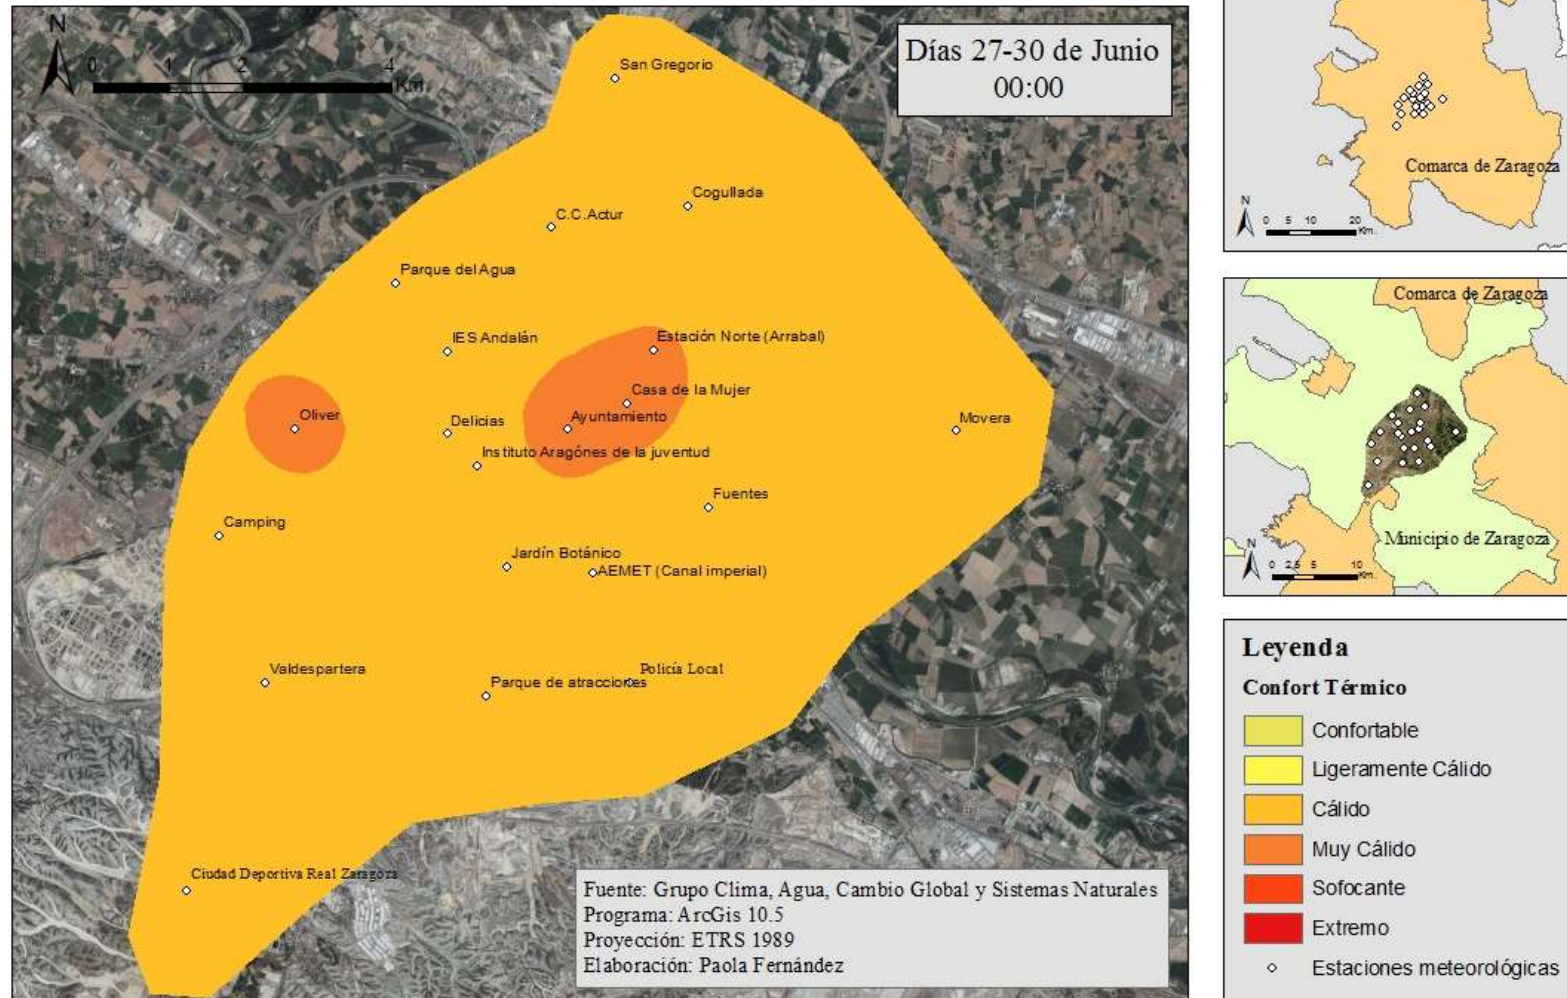 N
0 2 4
Km
Días 27-30 de Junio
00:00
San Gregorio
Cogullada
C.C.Actur
Parque del Agua
IES Andalán
Estación Norte (Arrabal)
Casa de la Mujer
Oliver
Ayuntamiento
Delicias
Movera
Instituto Aragónes de la juventud
Fuentes
Camping
Jardín Botánico
AEMET (Canal imperial)
Valdespartera
Policía Local
Parque de atracciones
Ciudad Deportiva Real Zaragoza
Fuente: Grupo Clima, Agua, Cambio Global y Sistemas Naturales
Programa: ArcGis 10.5
Proyección: ETRS 1989
Elaboración: Paola Fernández
Comarca de Zaragoza
N
0 5 10 20
Km.
Comarca de Zaragoza
Municipio de Zaragoza
N
0 2,5 5 10
Km.
Leyenda
Confort Térmico
Confortable
Ligeramente Cálido
Cálido
Muy Cálido
Sofocante
Extremo
Estaciones meteorológicas